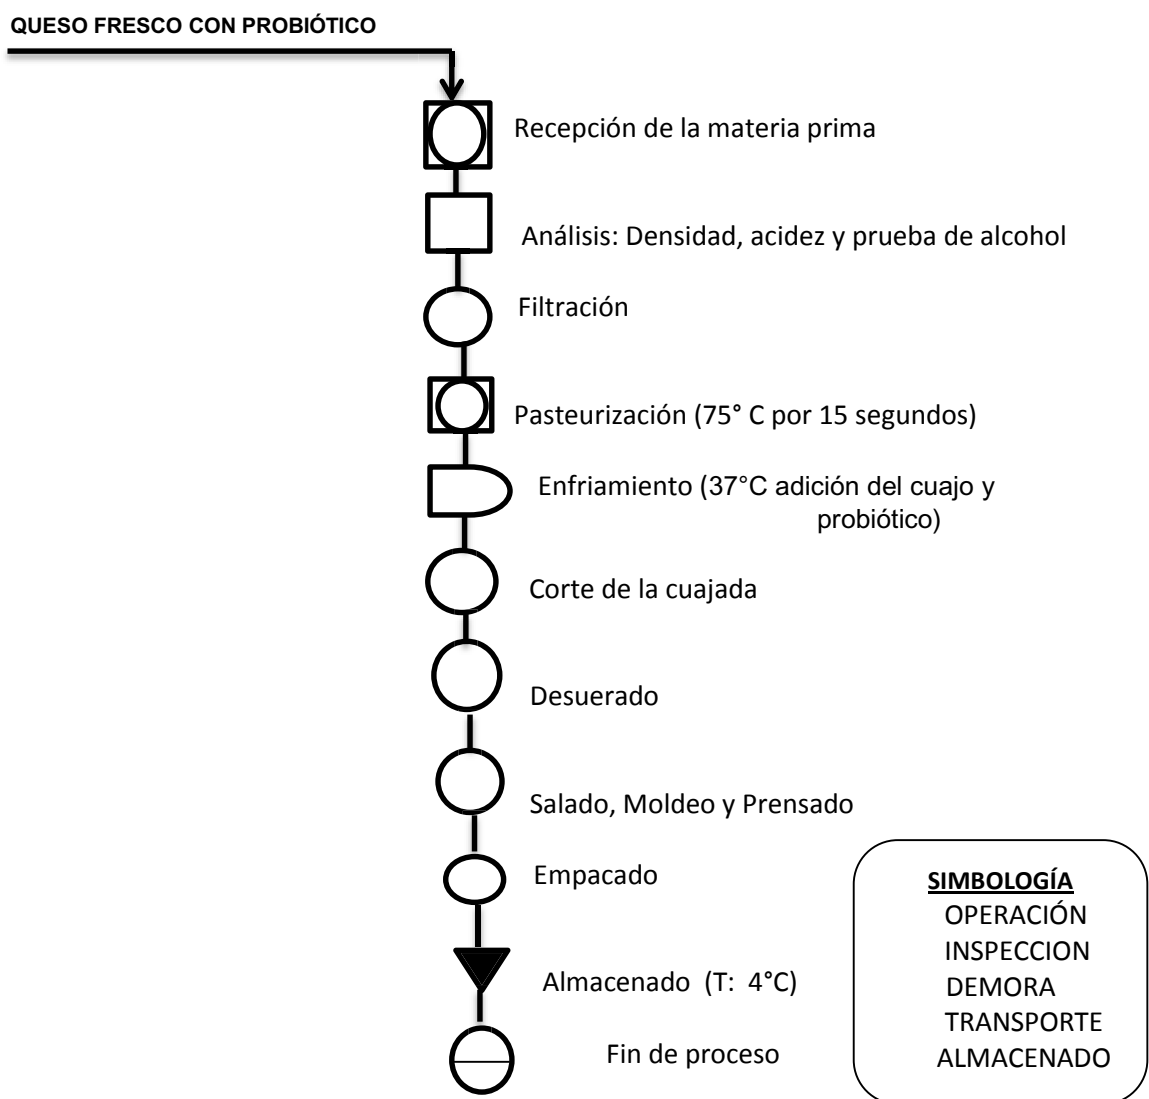 QUESO FRESCO CON PROBIÓTICO
Recepción de la materia prima
Análisis: Densidad, acidez y prueba de alcohol
Filtración
Pasteurización (75° C por 15 segundos)
Enfriamiento (37°C adición del cuajo y
probiótico)
Corte de la cuajada
Desuerado
Salado, Moldeo y Prensado
Empacado
Almacenado (T: 4°C)
Fin de proceso
SIMBOLOGÍA
OPERACIÓN
INSPECCION
DEMORA
TRANSPORTE
ALMACENADO